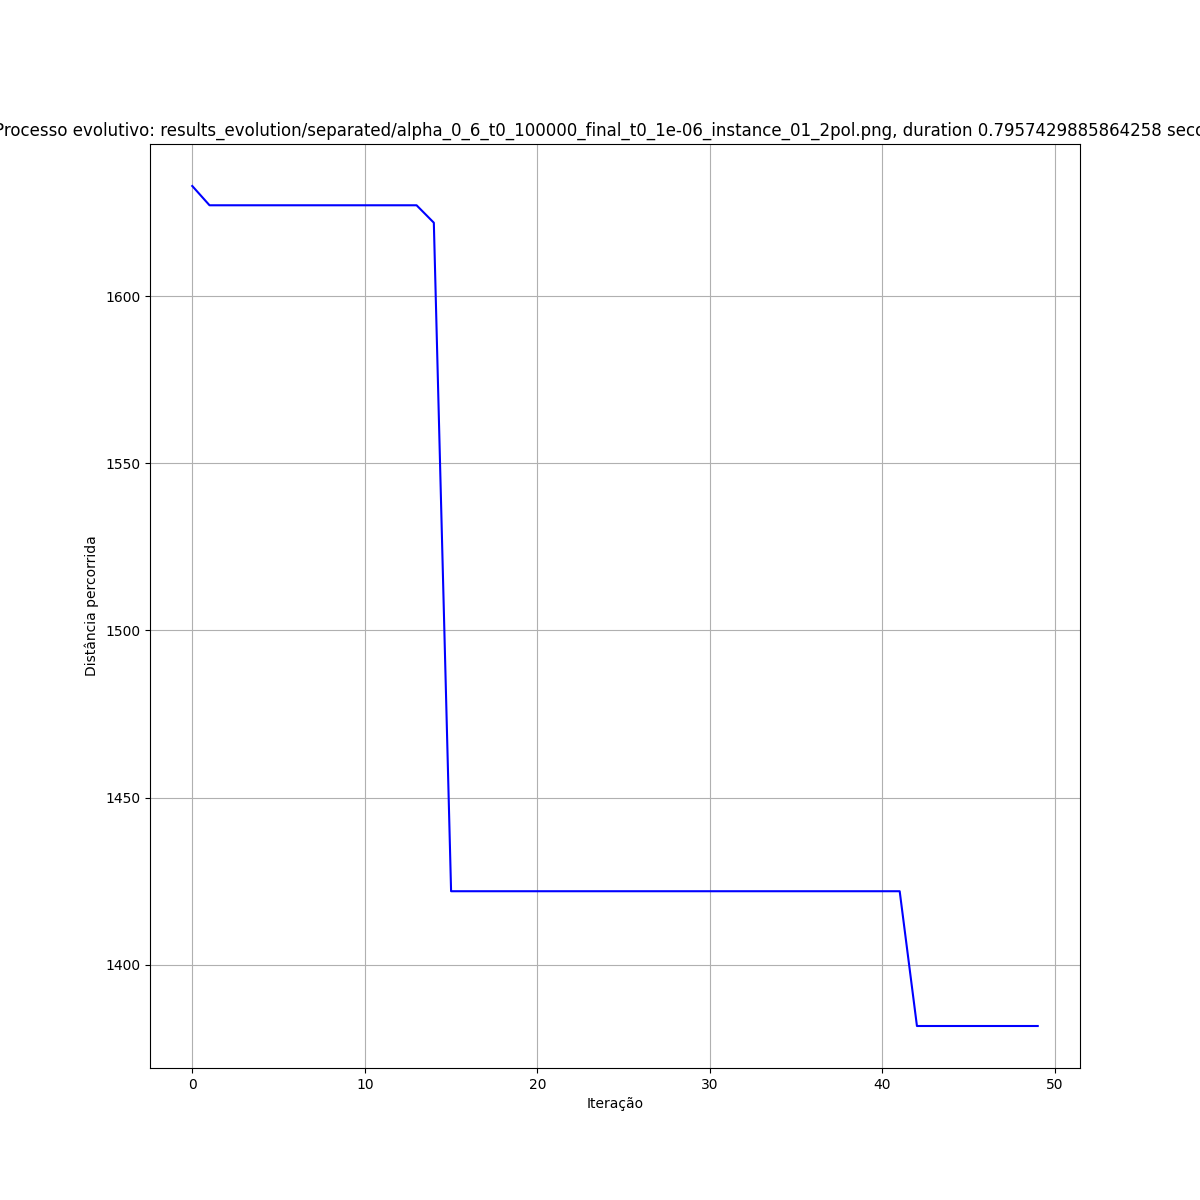 Processo evolutivo: results_evolution/separated/alpha_0_6_t0_100000_final_t0_1e-06_instance_01_2pol.png, duration 0.7957429885864258
Distância percorrida
1600
1550
1500
1450
1400
0 10 20 30 40 50
Iteração